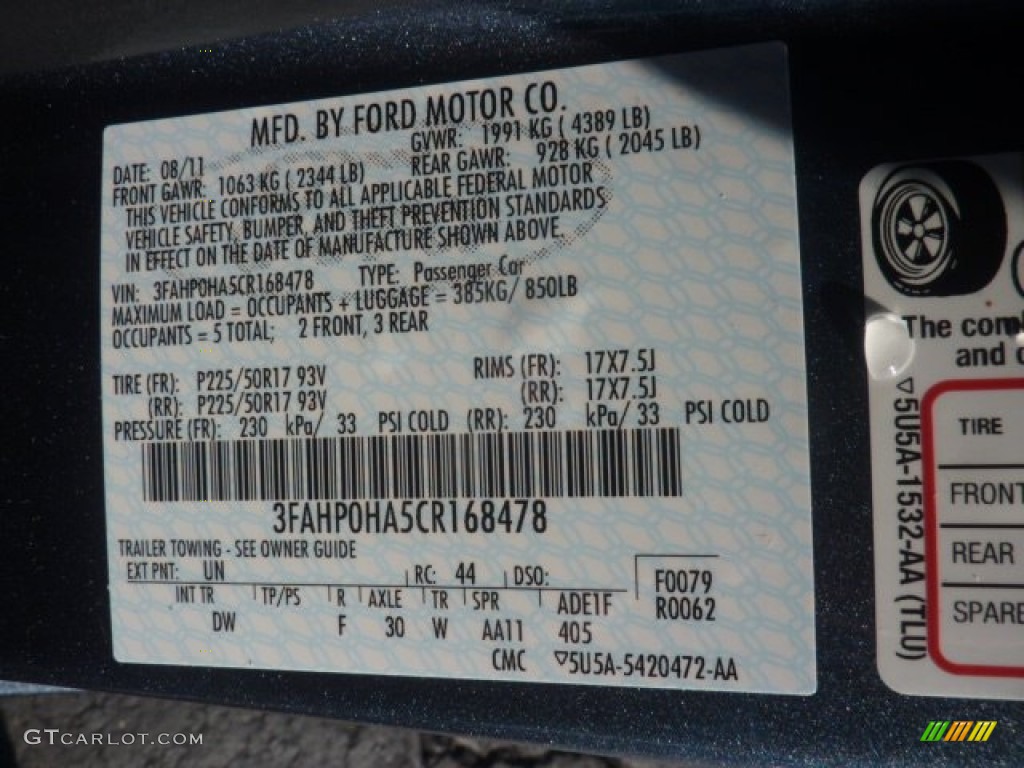 MFD. BY FORD MOTOR CO.
DATE: 08/11 GVWR: 1991 KG ( 4389 LB)
FRONT GAWR: 1063 KG ( 2344 LB) REAR GAWR: 928 KG ( 2045 LB)
THIS VEHICLE CONFORMS TO ALL APPLICABLE FEDERAL MOTOR
VEHICLE SAFETY, BUMPER, AND THEFT PREVENTION STANDARDS
IN EFFECT ON THE DATE OF MANUFACTURE SHOWN ABOVE.
VIN: 3FAHP0HA5CR168478 TYPE: Passenger Car
MAXIMUM LOAD = OCCUPANTS + LUGGAGE = 385KG/ 850LB
OCCUPANTS = 5 TOTAL; 2 FRONT, 3 REAR
TIRE (FR): P225/50R17 93V RIMS (FR): 17X7.5J
(RR): P225/50R17 93V (RR): 17X7.5J
PRESSURE (FR): 230 kPa/ 33 PSI COLD (RR): 230 kPa/ 33 PSI COLD
3FAHP0HA5CR168478
TRAILER TOWING - SEE OWNER GUIDE
EXT PNT: UN RC: 44 DSO: F0079
INT TR TP/PS R AXLE TR SPR ADE1F R0062
DW F 30 W AA11 405
CMC ▽5U5A-5420472-AA
The com
and
▽5U5A-1532-AA (TLU)
TIRE
FRONT
REAR
SPARE
GTCARLOT.COM